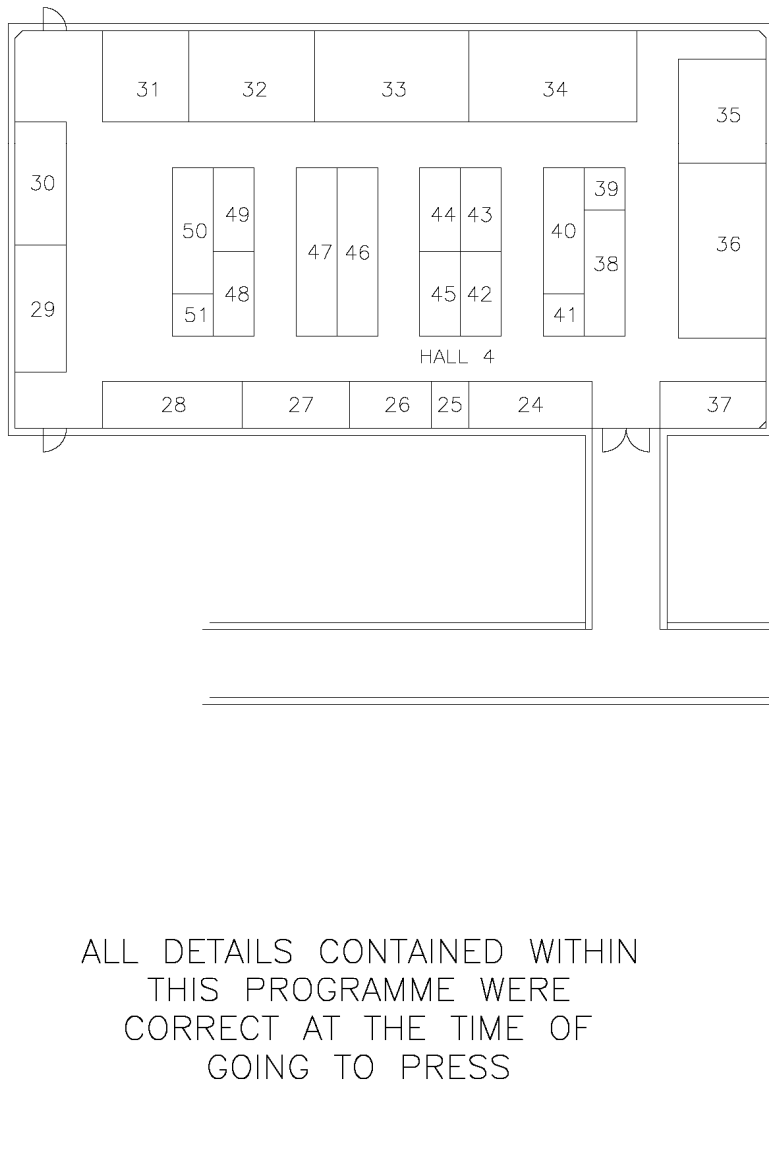 31 32 33 34
35
30
50 49 47 46 44 43 40 39
36
38
29 51 48 45 42 41
HALL 4
28 27 26 25 24 37
ALL DETAILS CONTAINED WITHIN
THIS PROGRAMME WERE
CORRECT AT THE TIME OF
GOING TO PRESS